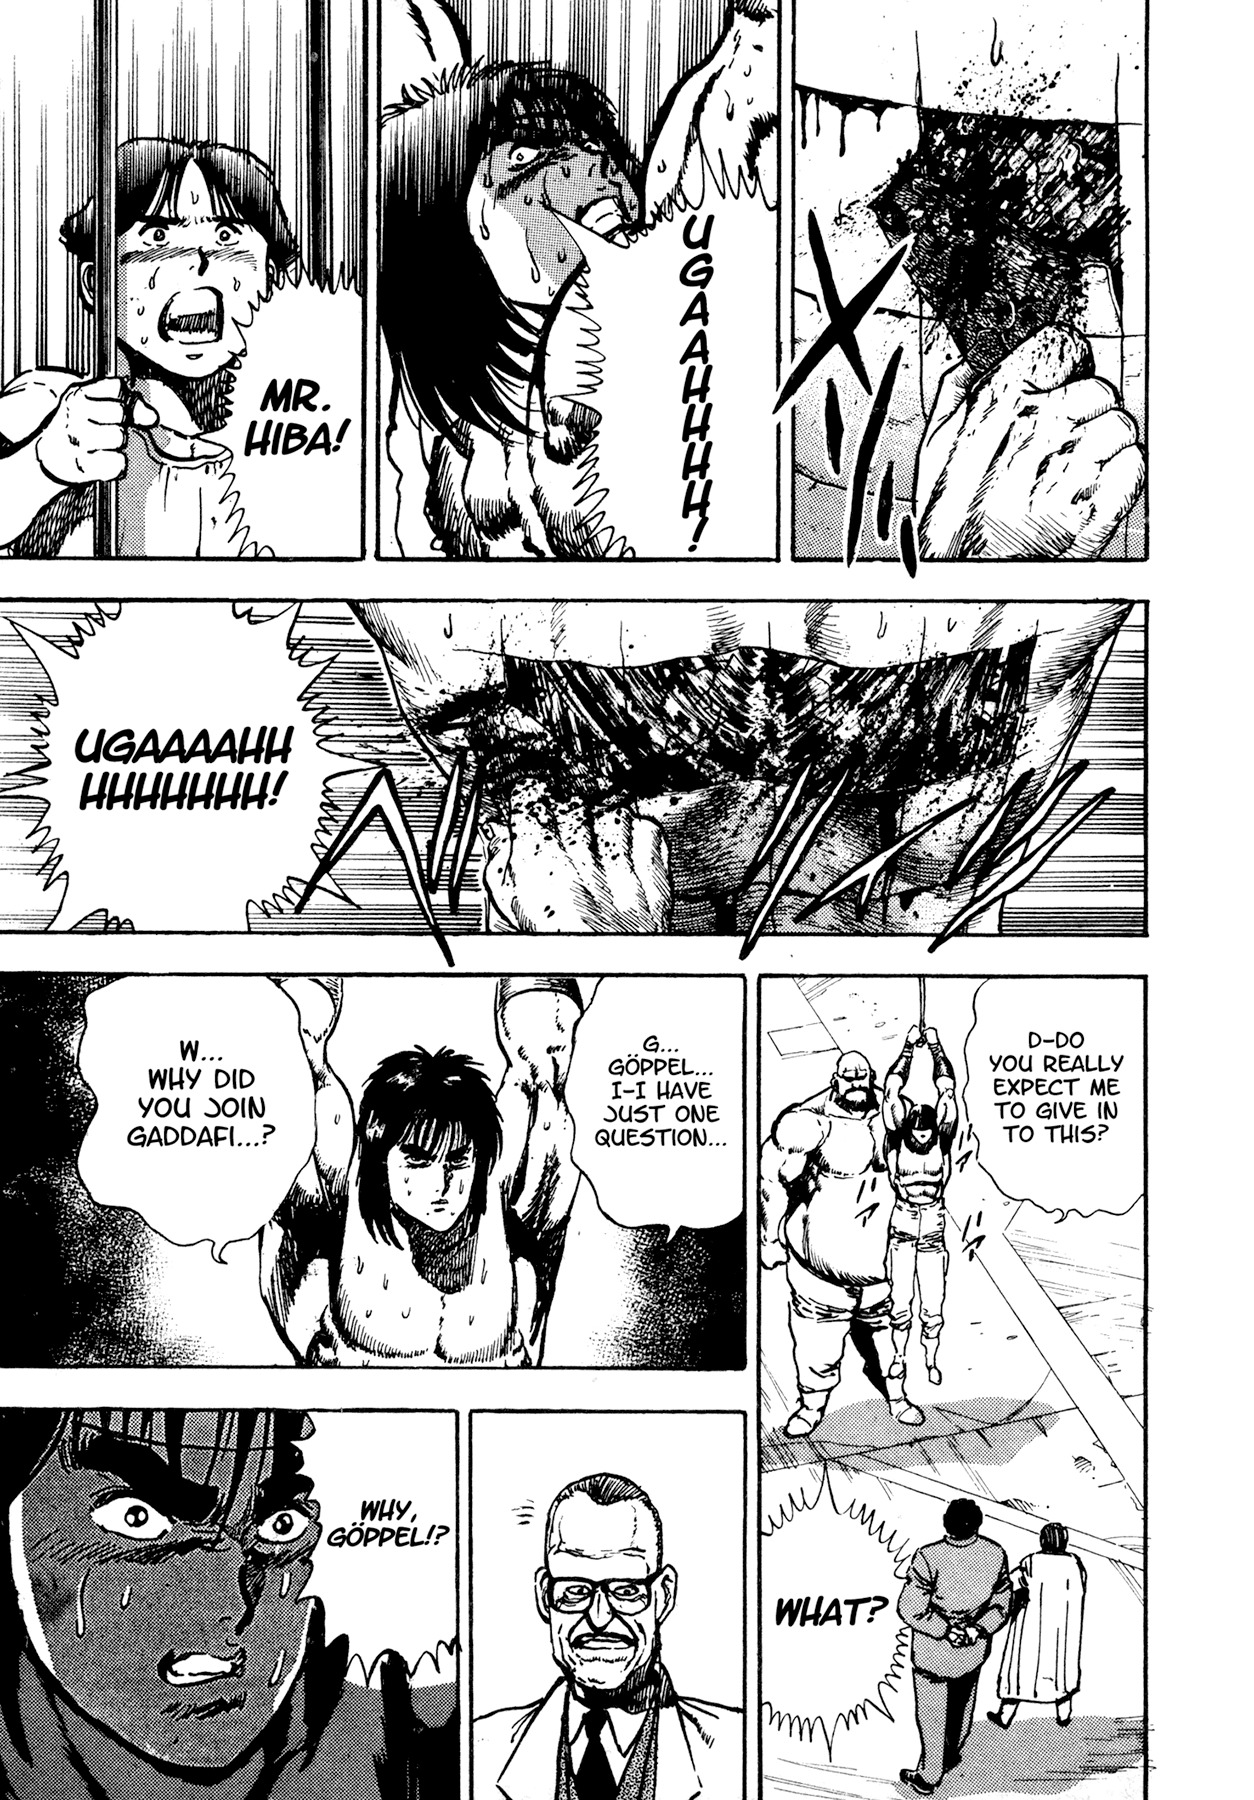 UGAAHHHHH!
MR.
HIBA!
UGAAAAHH
HHHHHHH!
D-DO
YOU REALLY
EXPECT ME
TO GIVE IN
TO THIS?
WHAT?
G...
GÖPPEL...
I-I HAVE
JUST ONE
QUESTION...
W...
WHY DID
YOU JOIN
GADDAFI...?
WHY,
GÖPPEL!?